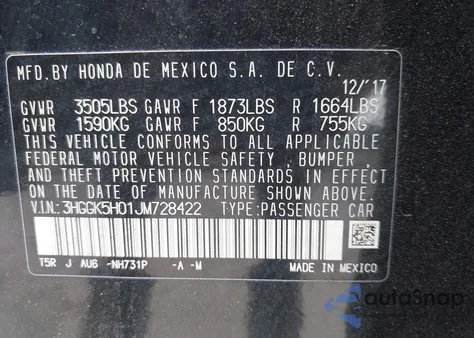 MFD.BY HONDA DE MEXICO S.A. DE C.V.
12/'17
GVWR 3505LBS GAWR F 1873LBS R 1664LBS
GVWR 1590KG GAWR F 850KG R 755KG
THIS VEHICLE CONFORMS TO ALL APPLICABLE
FEDERAL MOTOR VEHICLE SAFETY , BUMPER ,
AND THEFT PREVENTION STANDARDS IN EFFECT
ON THE DATE OF MANUFACTURE SHOWN ABOVE.
V.I.N:3HGGK5H01JM728422 TYPE:PASSENGER CAR
T5R J AU6 -NH731P -A -M MADE IN MEXICO
autoSnap